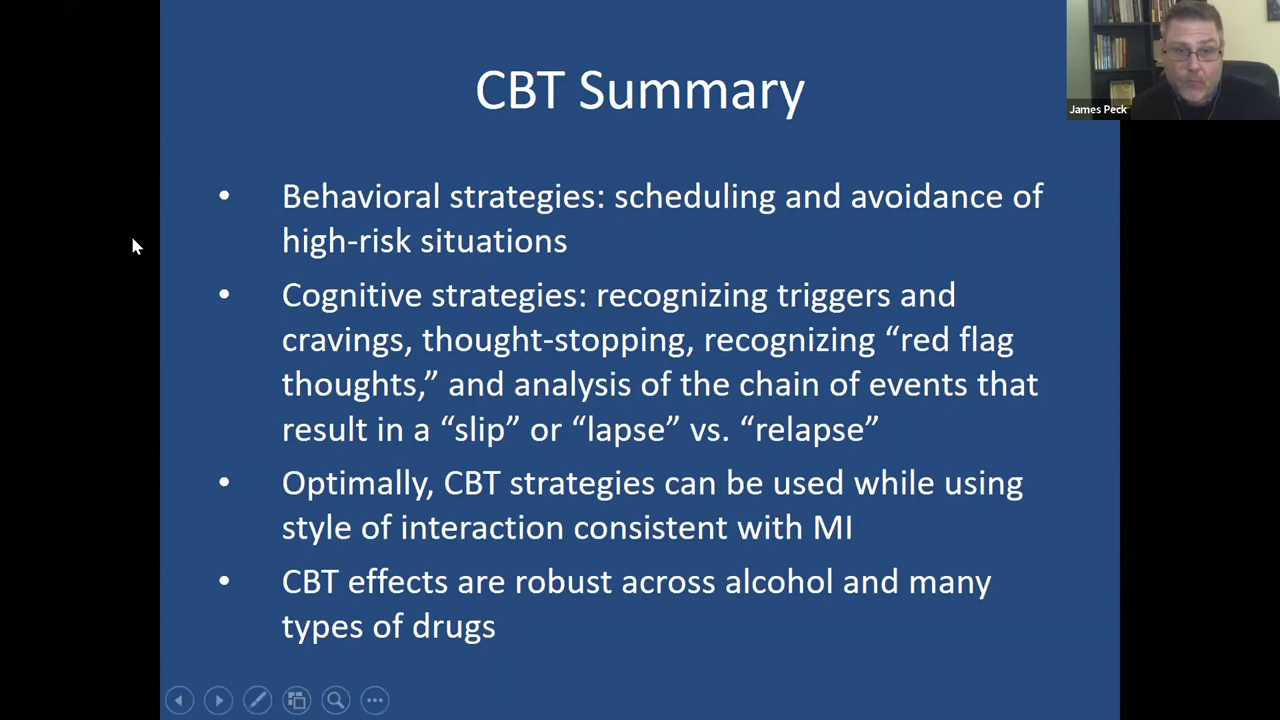 CBT Summary
James Peck
• Behavioral strategies: scheduling and avoidance of
high-risk situations
• Cognitive strategies: recognizing triggers and
cravings, thought-stopping, recognizing “red flag
thoughts,” and analysis of the chain of events that
result in a “slip” or “lapse” vs. “relapse”
• Optimally, CBT strategies can be used while using
style of interaction consistent with MI
• CBT effects are robust across alcohol and many
types of drugs